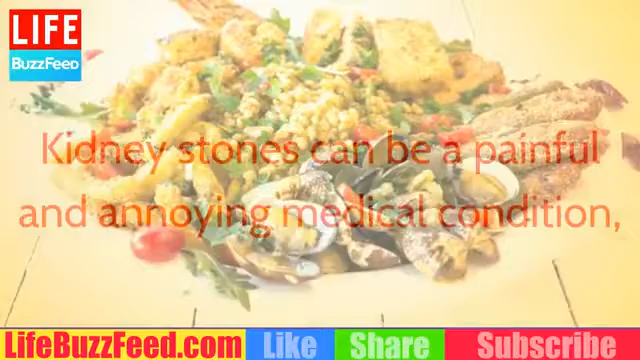 LIFE
BuzzFeed
Kidney stones can be a painful
and annoying medical condition,
LifeBuzzFeed.com Like Share Subscribe